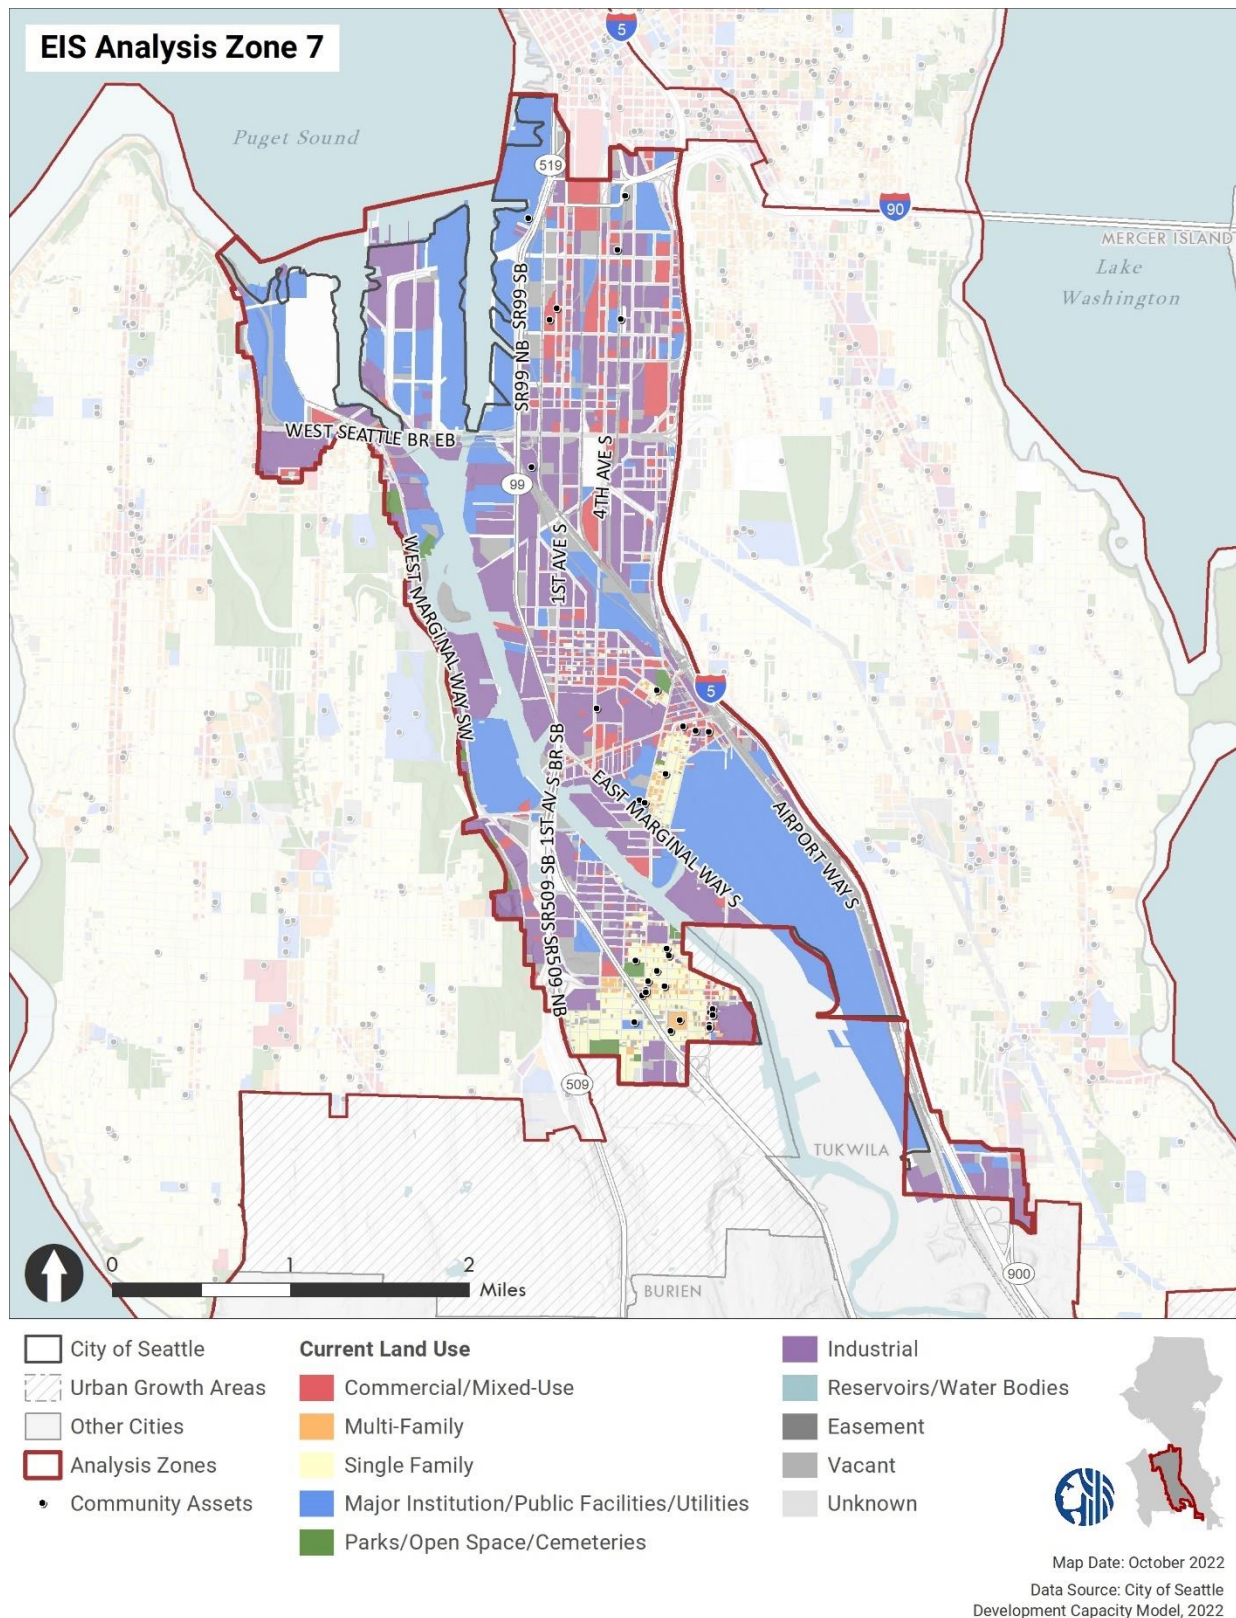 EIS Analysis Zone 7
5
Puget Sound
519
90
MERCER ISLAND
Lake
Washington
SR99 NB SR99 SB
WEST SEATTLE BR EB
4TH AVE S
99
1ST AVE S
WEST MARGINAL WAY SW
5
1ST AV S BR SB
EAST MARGINAL WAY S
AIRPORT WAY S
SR509 SB
SR509 NB
509
TUKWILA
0 1 2
Miles
BURIEN
900
City of Seattle
Urban Growth Areas
Other Cities
Analysis Zones
Community Assets
Current Land Use
Commercial/Mixed-Use
Multi-Family
Single Family
Major Institution/Public Facilities/Utilities
Parks/Open Space/Cemeteries
Industrial
Reservoirs/Water Bodies
Easement
Vacant
Unknown
Map Date: October 2022
Data Source: City of Seattle
Development Capacity Model, 2022